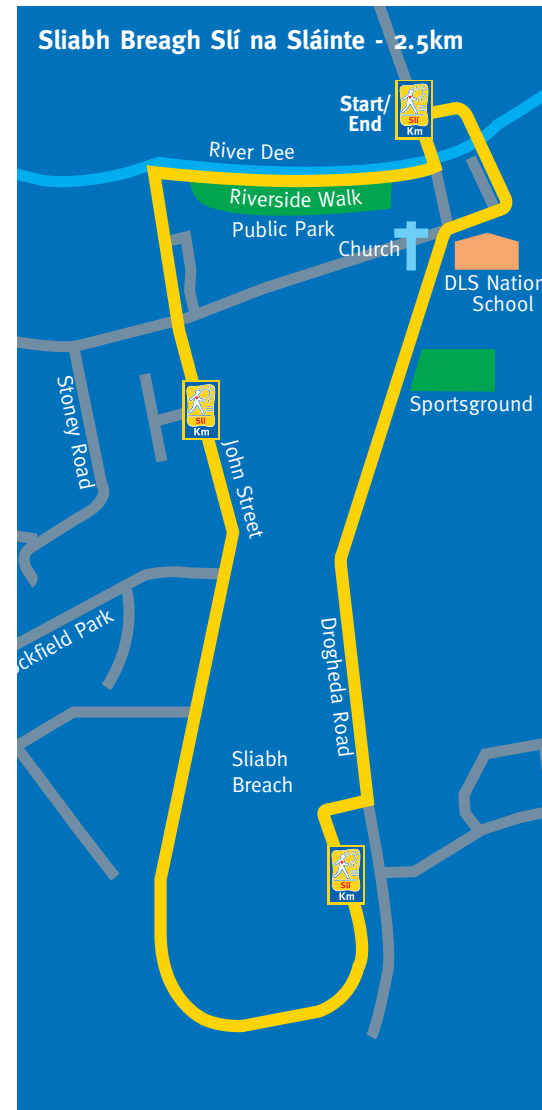 Sliabh Breagh Slí na Sláinte - 2.5km
Start/
End
Slí
Km
River Dee
Riverside Walk
Public Park
Church
DLS Nation
School
Sportsground
Stoney Road
Slí
Km
John Street
ockfield Park
Drogheda Road
Sliabh
Breach
Slí
Km